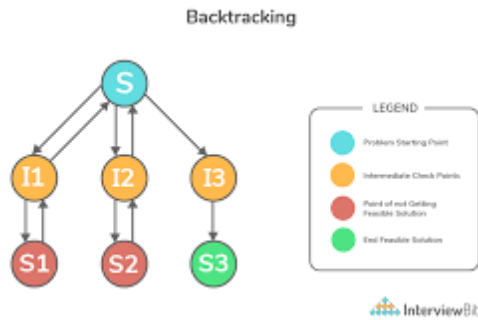 Backtracking
S
I1
I2
I3
S1
S2
S3
LEGEND
Problem Starting Point
Intermediate Check Points
Point of not Getting
Feasible Solution
End Feasible Solution
InterviewBit